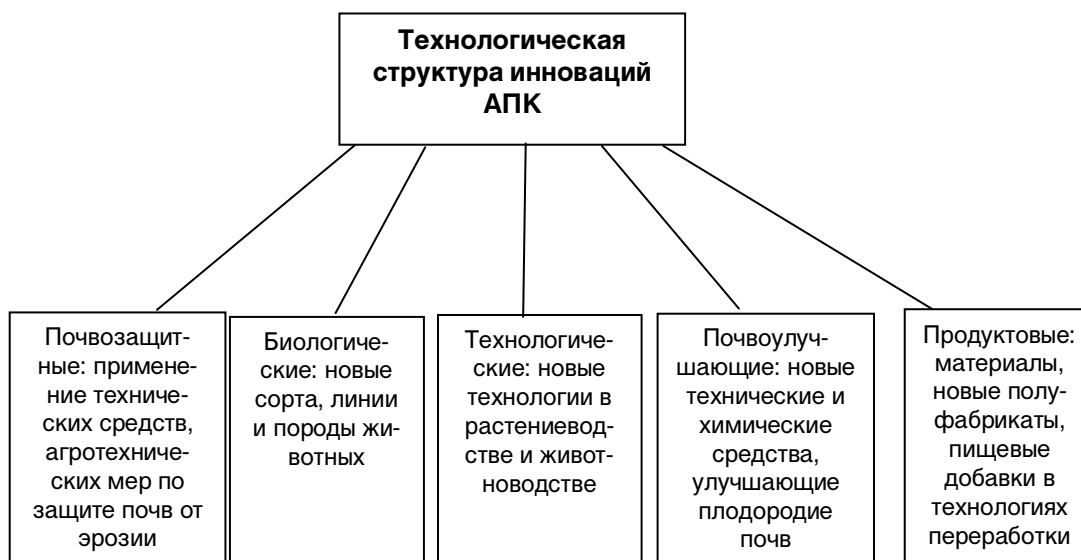 Технологическая
структура инноваций
АПК
Почвозащит-
ные: примене-
ние техниче-
ских средств,
агротехниче-
ских мер по
защите почв от
эрозии
Биологиче-
ские: новые
сорта, линии
и породы жи-
вотных
Технологиче-
ские: новые
технологии в
растениевод-
стве и живот-
новодстве
Почвоулуч-
шающие: новые
технические и
химические
средства,
улучшающие
плодородие
почв
Продуктовые:
материалы,
новые полу-
фабрикаты,
пищевые
добавки в
технологиях
переработки